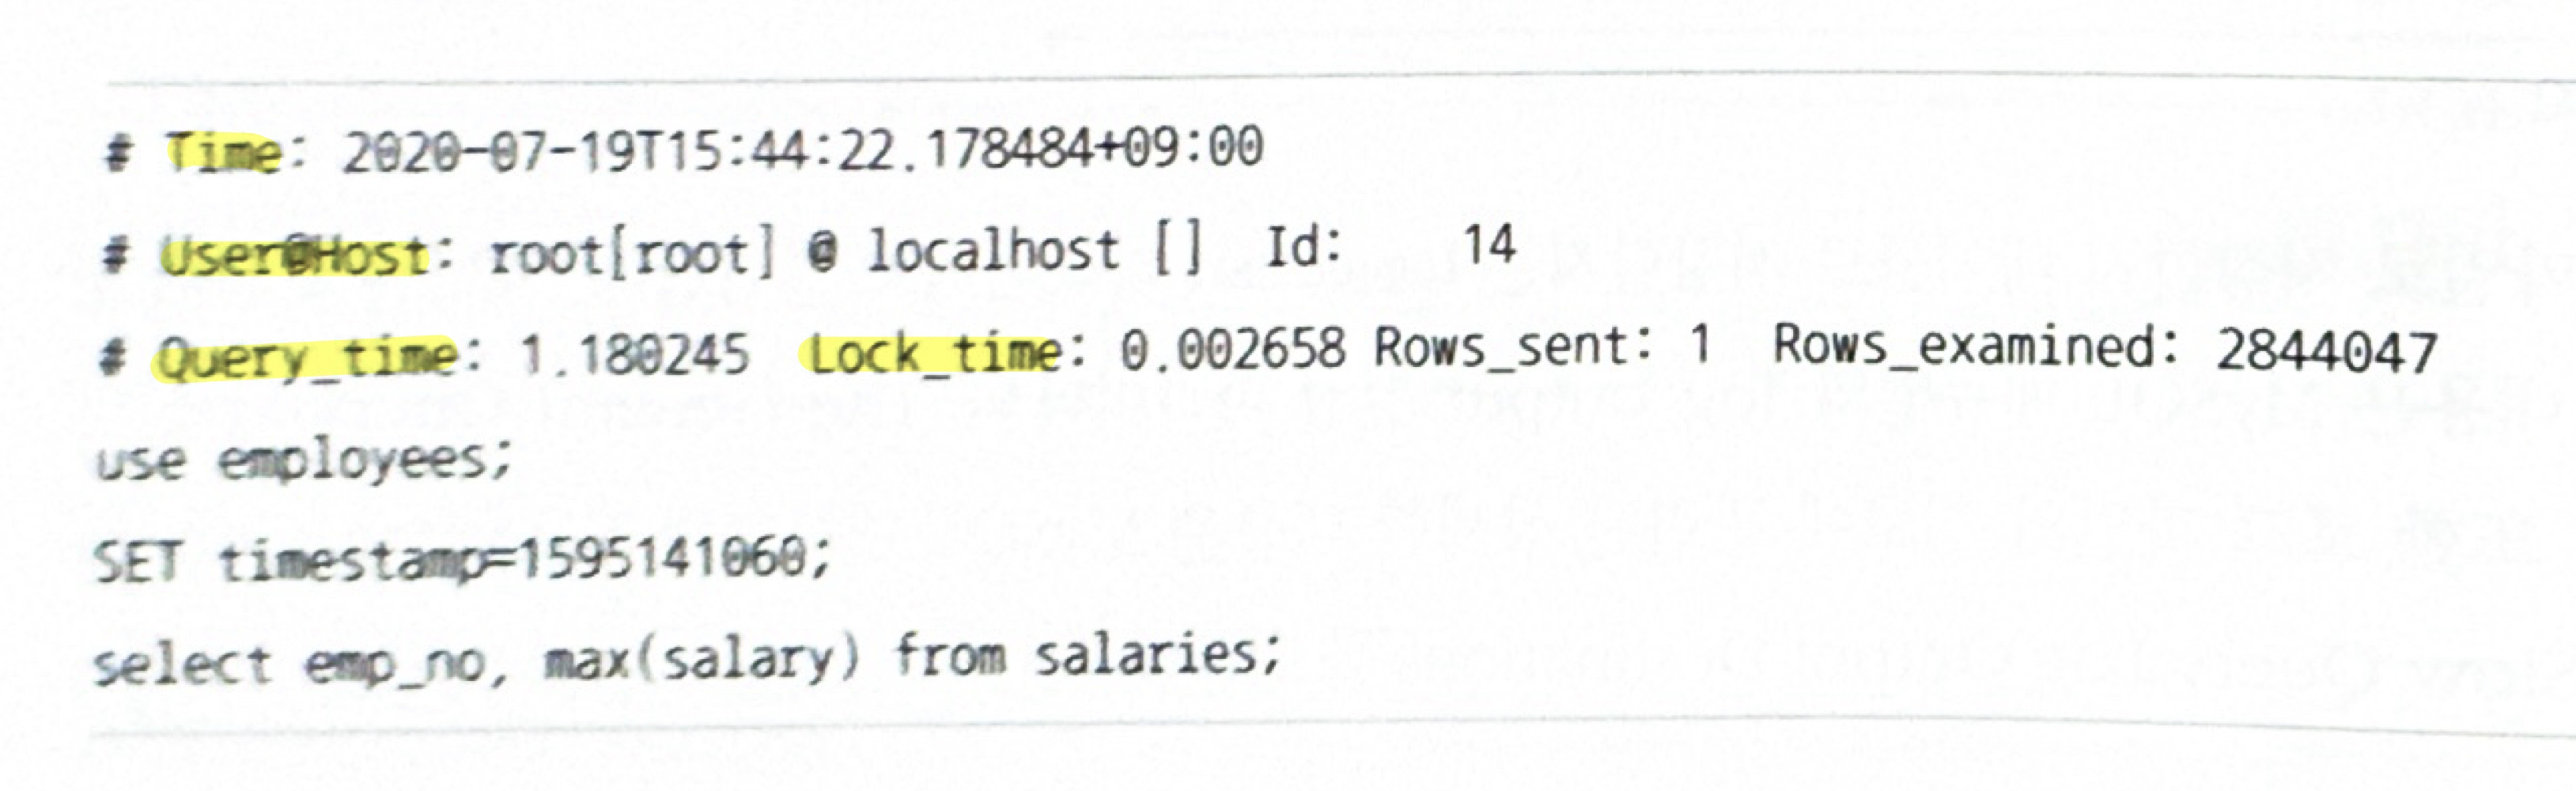 # Time: 2020-07-19T15:44:22.178484+09:00
# User@Host: root[root] @ localhost []  Id:    14
# Query_time: 1.180245  Lock_time: 0.002658 Rows_sent: 1  Rows_examined: 2844047
use employees;
SET timestamp=1595141060;
select emp_no, max(salary) from salaries;